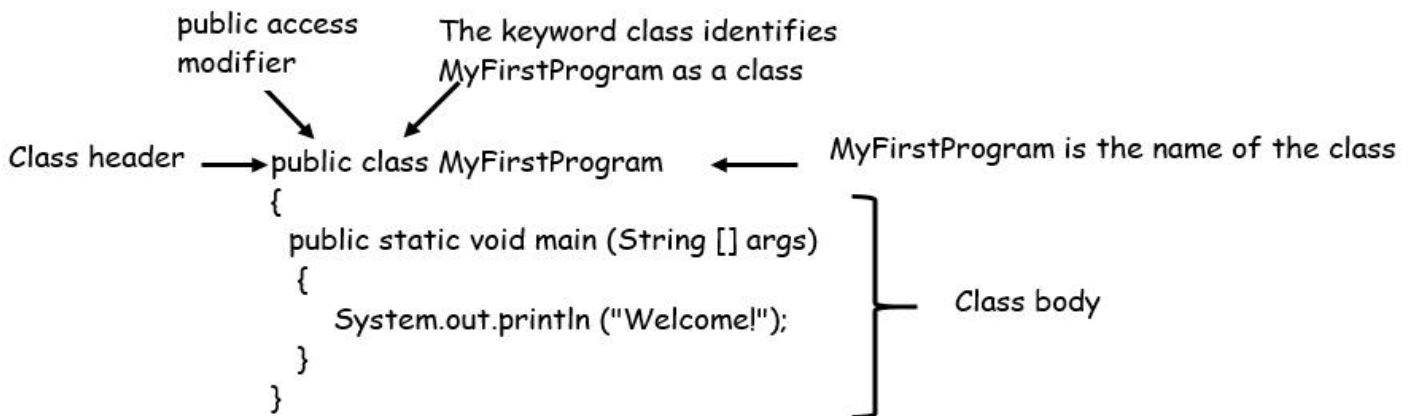 public access
modifier
The keyword class identifies
MyFirstProgram as a class
Class header
public class MyFirstProgram
MyFirstProgram is the name of the class
{
public static void main (String [] args)
{
System.out.println ("Welcome!");
}
}
Class body